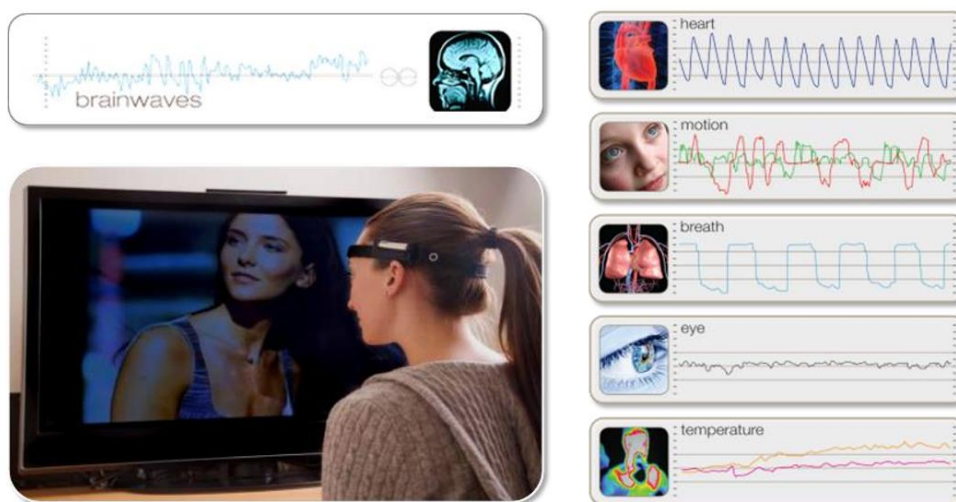 brainwaves
heart
motion
breath
eye
temperature